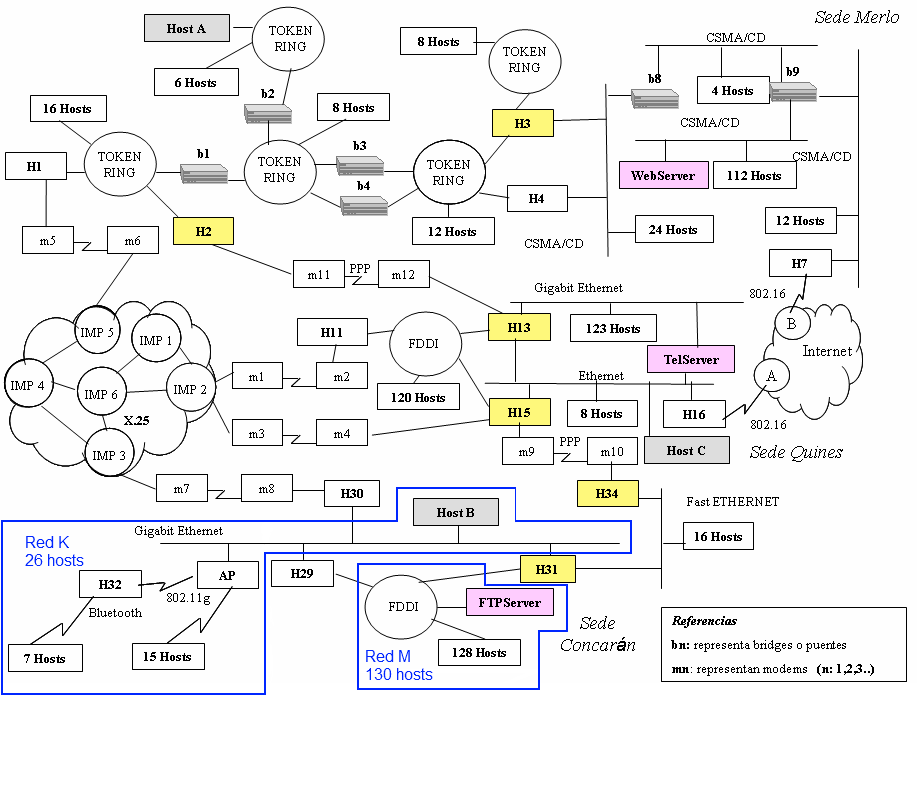 Sede Merlo
Host A
TOKEN
RING
8 Hosts
TOKEN
RING
CSMA/CD
6 Hosts
b2
b8
4 Hosts
b9
16 Hosts
8 Hosts
H3
CSMA/CD
TOKEN
RING
b1
TOKEN
RING
b3
b4
TOKEN
RING
CSMA/CD
H1
WebServer
112 Hosts
H4
m5
m6
H2
12 Hosts
CSMA/CD
24 Hosts
12 Hosts
m11
PPP
m12
H7
802.16
Gigabit Ethernet
IMP 5
IMP 1
H11
FDDI
H13
123 Hosts
B
Internet
TelServer
IMP 4
IMP 6
IMP 2
m1
m2
Ethernet
A
120 Hosts
X.25
H15
8 Hosts
H16
802.16
m3
m4
IMP 3
m9
PPP
m10
Host C
Sede Quines
m7
m8
H30
H34
Fast ETHERNET
Host B
16 Hosts
Gigabit Ethernet
Red K
26 hosts
H32
AP
H29
H31
802.11g
Bluetooth
FDDI
FTPServer
7 Hosts
15 Hosts
128 Hosts
Red M
130 hosts
Sede
Concarán
Referencias
bn: representa bridges o puentes
mn: representan modems (n: 1,2,3..)